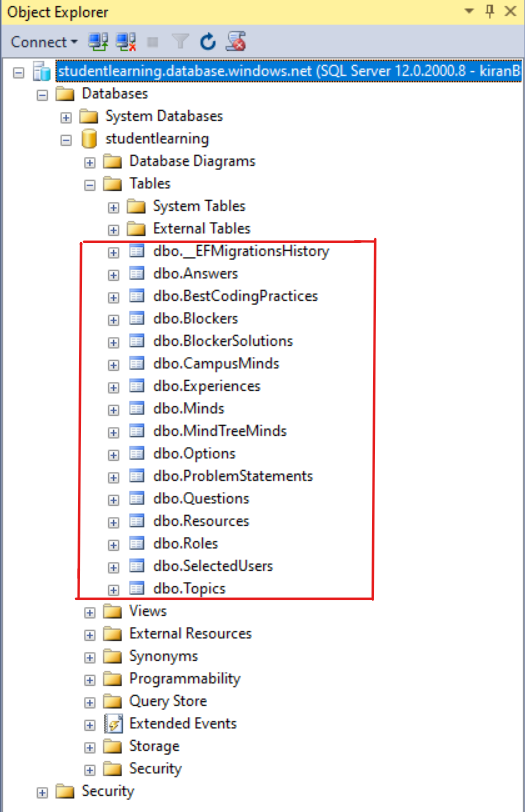 Object Explorer
Connect
studentlearning.database.windows.net (SQL Server 12.0.2000.8 - kiranB
Databases
System Databases
studentlearning
Database Diagrams
Tables
System Tables
External Tables
dbo.__EFMigrationsHistory
dbo.Answers
dbo.BestCodingPractices
dbo.Blockers
dbo.BlockerSolutions
dbo.CampusMinds
dbo.Experiences
dbo.Minds
dbo.MindTreeMinds
dbo.Options
dbo.ProblemStatements
dbo.Questions
dbo.Resources
dbo.Roles
dbo.SelectedUsers
dbo.Topics
Views
External Resources
Synonyms
Programmability
Query Store
Extended Events
Storage
Security
Security